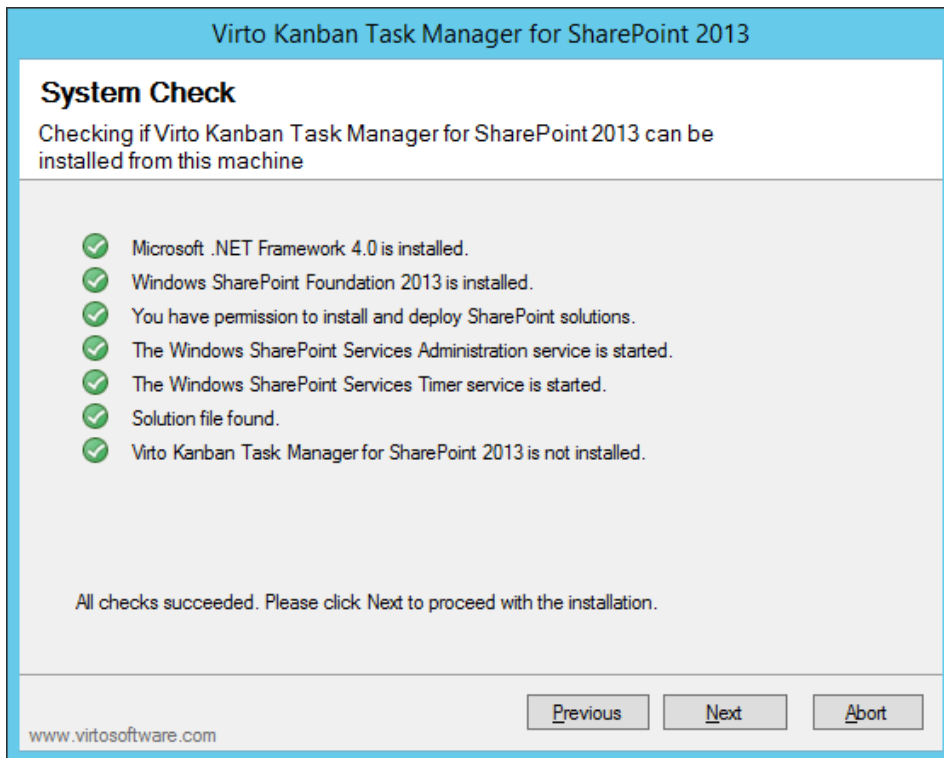 Virto Kanban Task Manager for SharePoint 2013
System Check
Checking if Virto Kanban Task Manager for SharePoint 2013 can be
installed from this machine
Microsoft .NET Framework 4.0 is installed.
Windows SharePoint Foundation 2013 is installed.
You have permission to install and deploy SharePoint solutions.
The Windows SharePoint Services Administration service is started.
The Windows SharePoint Services Timer service is started.
Solution file found.
Virto Kanban Task Manager for SharePoint 2013 is not installed.
All checks succeeded. Please click Next to proceed with the installation.
Previous Next Abort
www.virtosoftware.com